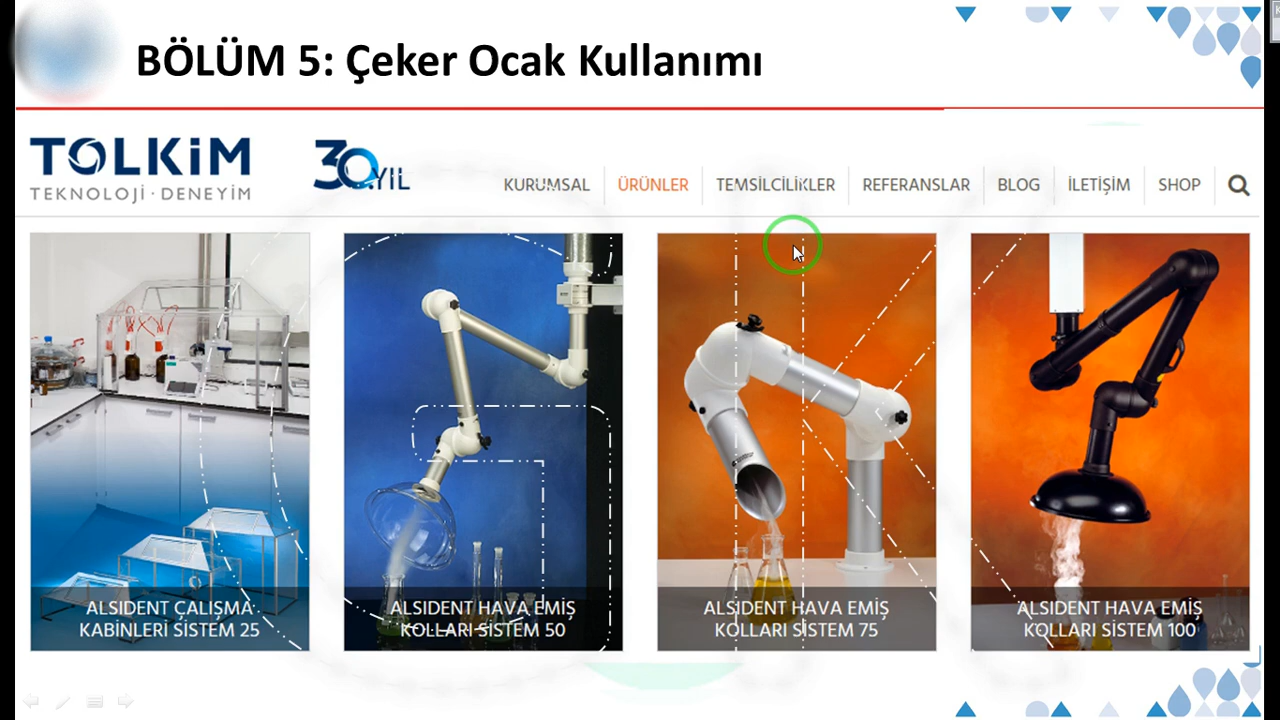 BÖLÜM 5: Çeker Ocak Kullanımı
TOLKİM
TEKNOLOJİ · DENEYİM
30.YIL
KURUMSAL
ÜRÜNLER
TEMSİLCİLİKLER
REFERANSLAR
BLOG
İLETİŞİM
SHOP
ALSIDENT ÇALIŞMA
KABİNLERİ SİSTEM 25
ALSIDENT HAVA EMİŞ
KOLLARI SİSTEM 50
ALSIDENT HAVA EMİŞ
KOLLARI SİSTEM 75
ALSIDENT HAVA EMİŞ
KOLLARI SİSTEM 100